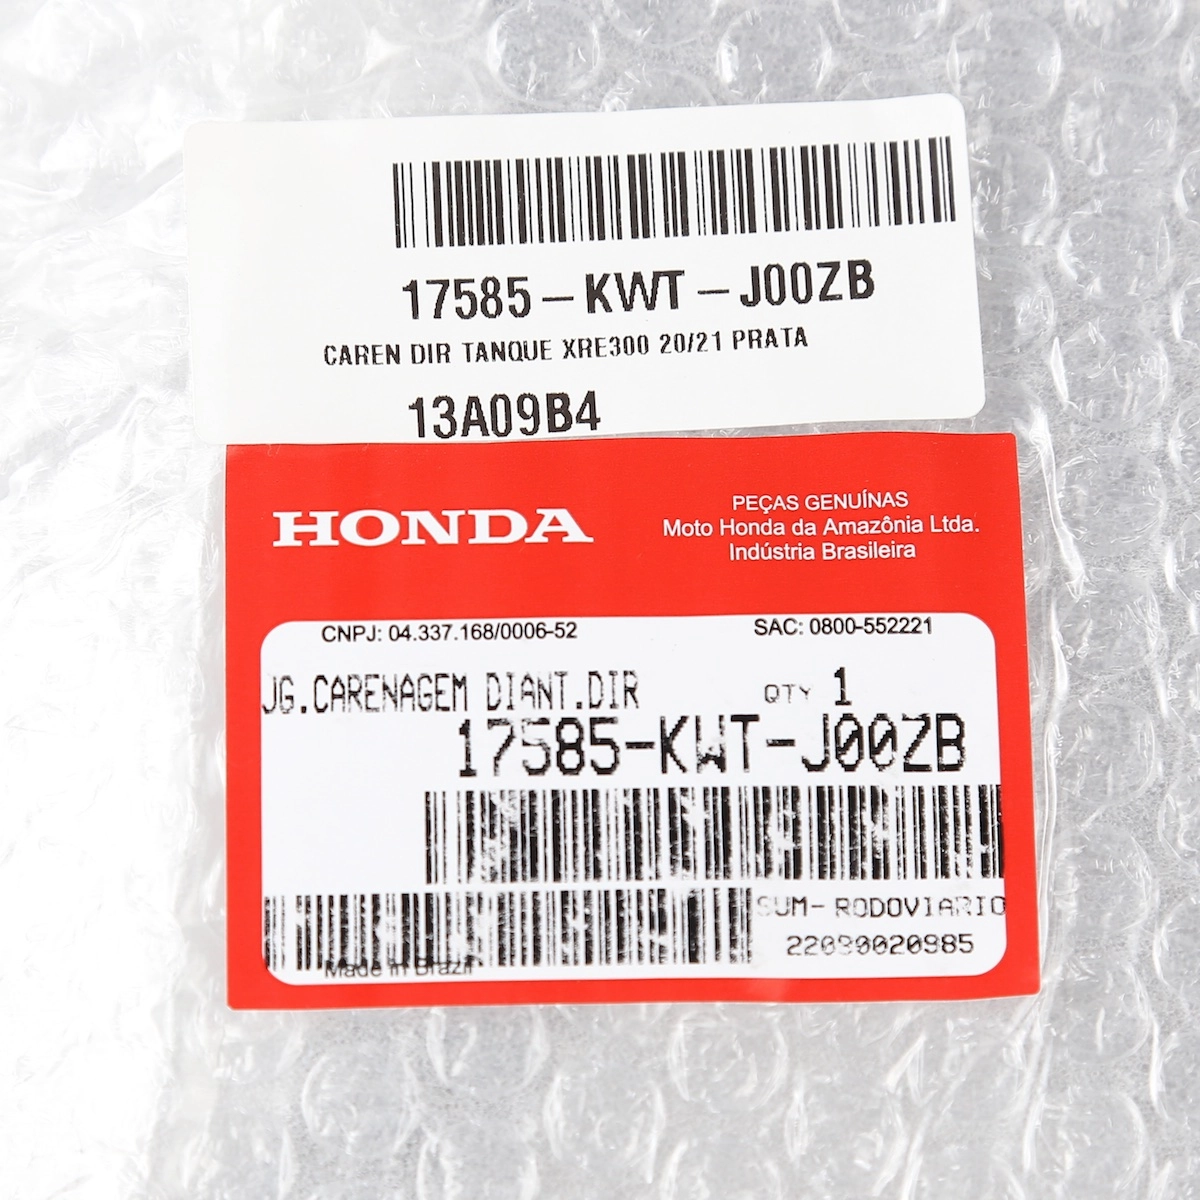 17585-KWT-J00ZB
CAREN DIR TANQUE XRE300 20/21 PRATA
13A09B4
HONDA
PEÇAS GENUÍNAS
Moto Honda da Amazônia Ltda.
Indústria Brasileira
CNPJ: 04.337.168/0006-52
SAC: 0800-552221
JG.CARENAGEM DIANT.DIR
QTY 1
17585-KWT-J00ZB
SUM- RODOVIARIO
22090020985
Made in Brazil